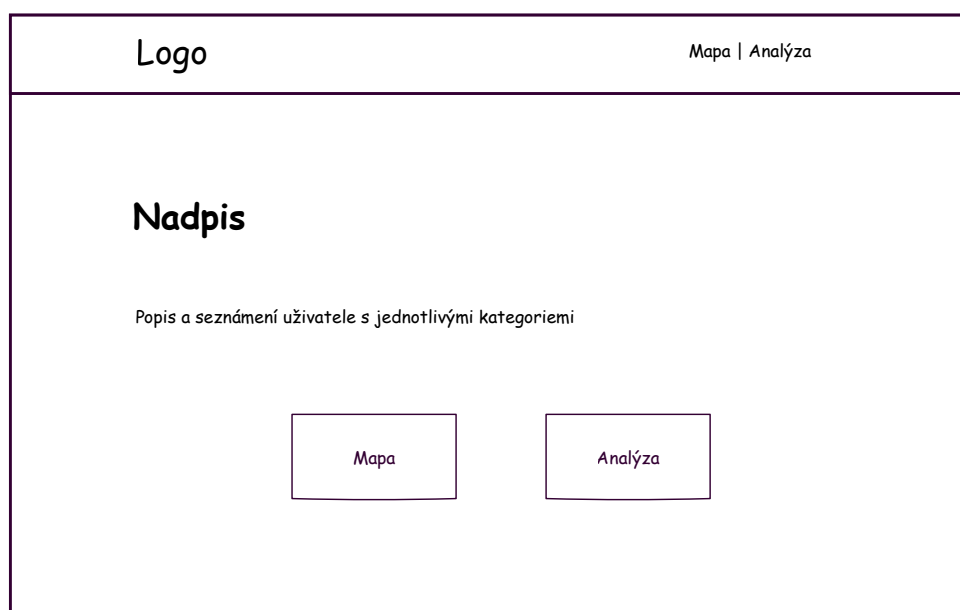 Logo
Mapa | Analýza
Nadpis
Popis a seznámení uživatele s jednotlivými kategoriemi
Mapa
Analýza